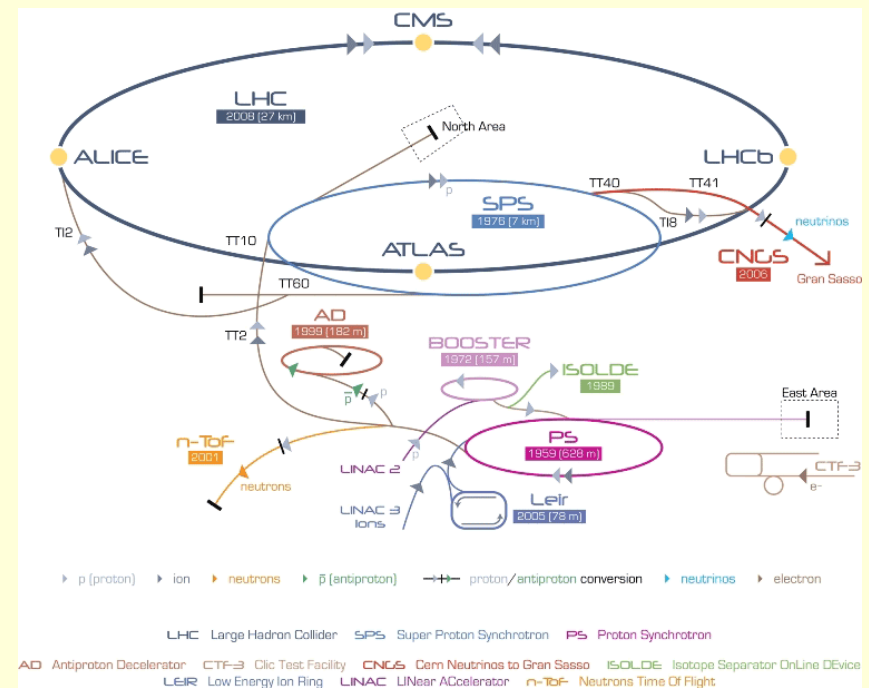 CMS
LHC
2008 (27 km)
North Area
ALICE
LHCb
TT40
TT41
p
SPS
1976 (7 km)
TI2
TI8
neutrinos
TT10
ATLAS
CNGS
2006
Gran Sasso
TT60
AD
1999 (182 m)
TT2
BOOSTER
1972 (157 m)
ISOLDE
1989
p̅
p
East Area
n-ToF
2001
PS
1959 (628 m)
p
LINAC 2
CTF-3
e-
neutrons
LINAC 3
Ions
Leir
2005 (78 m)
p (proton) ion neutrons p̅ (antiproton) proton/antiproton conversion neutrinos electron
LHC Large Hadron Collider SPS Super Proton Synchrotron PS Proton Synchrotron
AD Antiproton Decelerator CTF-3 Clic Test Facility CNGS Cern Neutrinos to Gran Sasso ISOLDE Isotope Separator OnLine DEvice
LEIR Low Energy Ion Ring LINAC LINear ACcelerator n-ToF Neutrons Time Of Flight